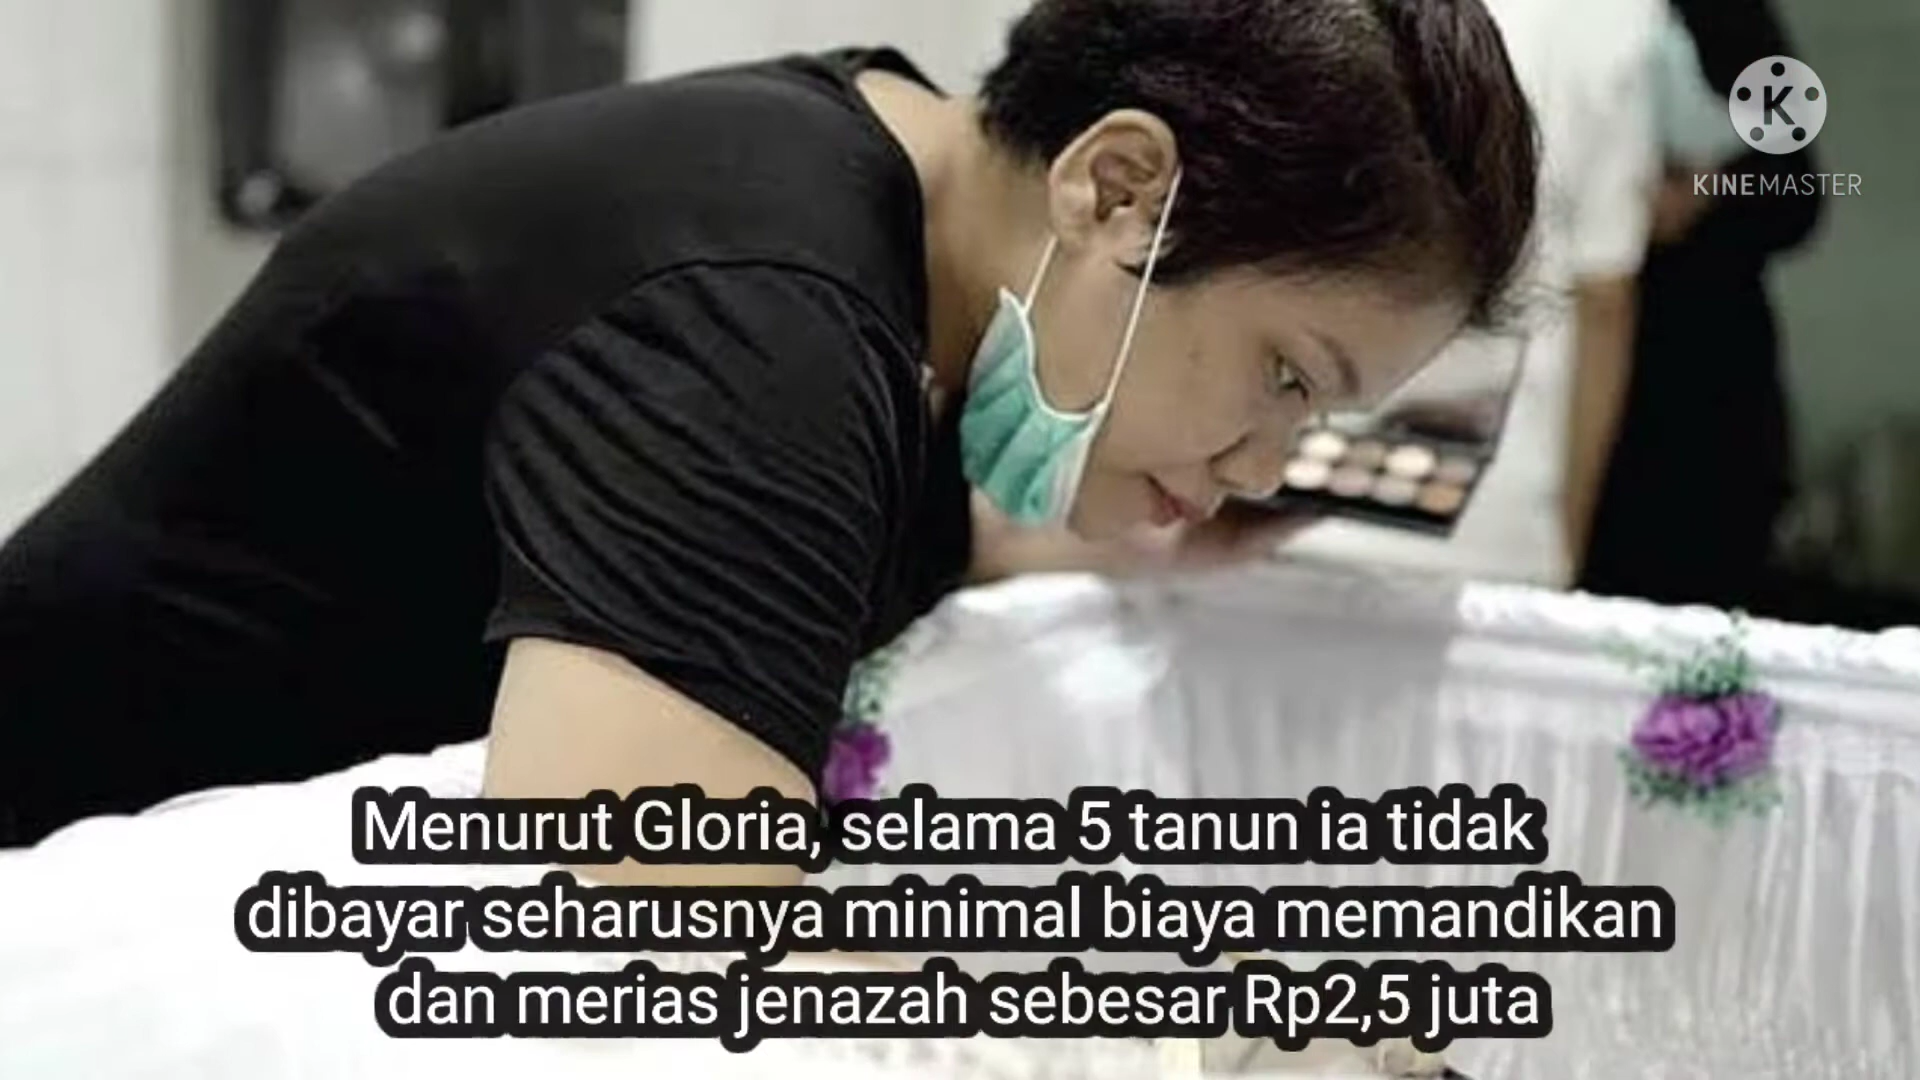 KINEMASTER
Menurut Gloria, selama 5 tanun ia tidak
dibayar seharusnya minimal biaya memandikan
dan merias jenazah sebesar Rp2,5 juta